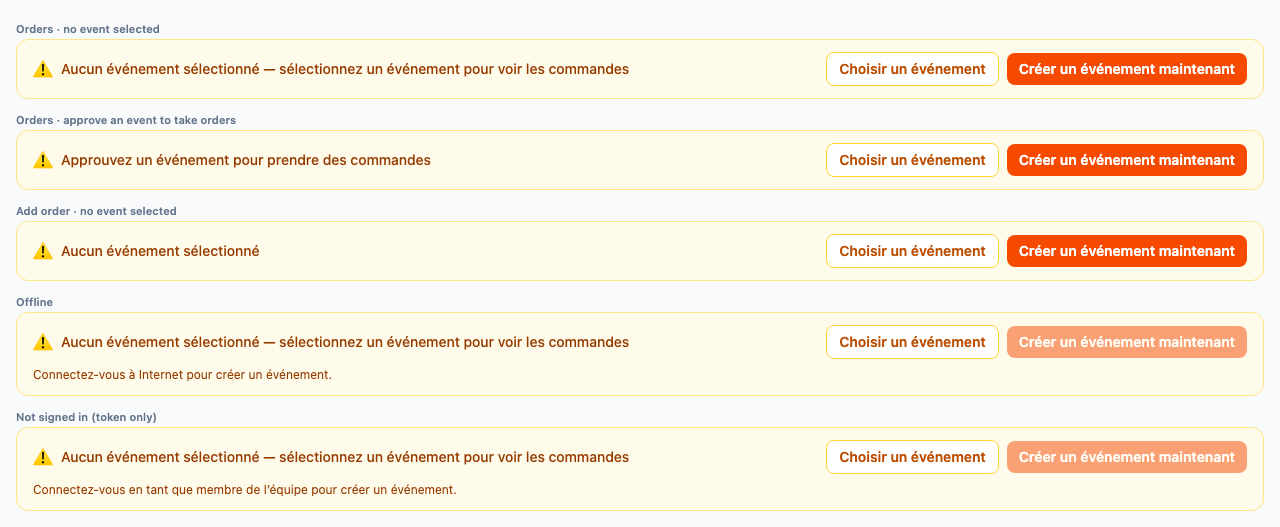 Orders · no event selected
Aucun événement sélectionné — sélectionnez un événement pour voir les commandes
Choisir un événement
Créer un événement maintenant
Orders · approve an event to take orders
Approuvez un événement pour prendre des commandes
Choisir un événement
Créer un événement maintenant
Add order · no event selected
Aucun événement sélectionné
Choisir un événement
Créer un événement maintenant
Offline
Aucun événement sélectionné — sélectionnez un événement pour voir les commandes
Choisir un événement
Créer un événement maintenant
Connectez-vous à Internet pour créer un événement.
Not signed in (token only)
Aucun événement sélectionné — sélectionnez un événement pour voir les commandes
Choisir un événement
Créer un événement maintenant
Connectez-vous en tant que membre de l’équipe pour créer un événement.